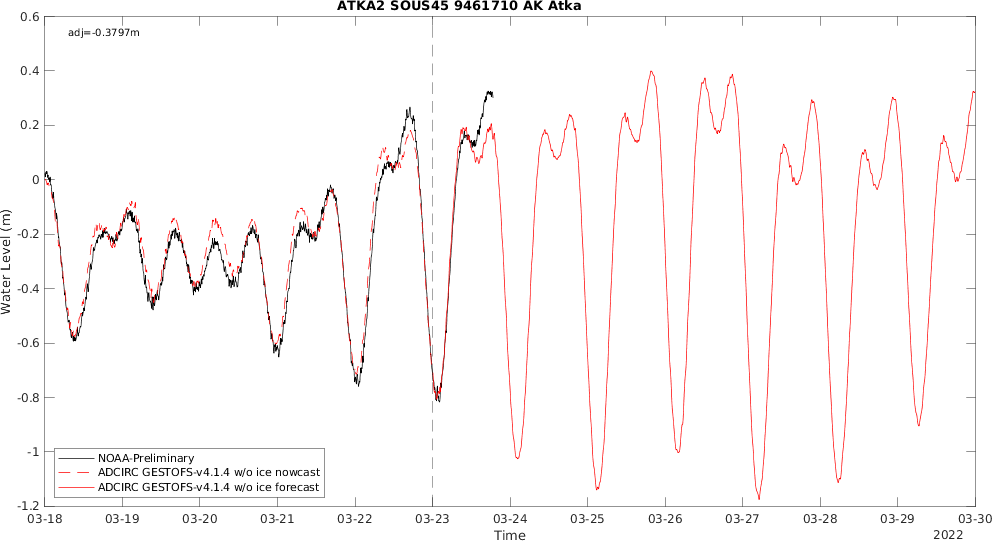 ATKA2 SOUS45 9461710 AK Atka
adj=-0.3797m
0.6
0.4
0.2
0
-0.2
-0.4
-0.6
-0.8
-1
-1.2
Water Level (m)
NOAA-Preliminary
ADCIRC GESTOFS-v4.1.4 w/o ice nowcast
ADCIRC GESTOFS-v4.1.4 w/o ice forecast
03-18 03-19 03-20 03-21 03-22 03-23 03-24 03-25 03-26 03-27 03-28 03-29 03-30
Time
2022